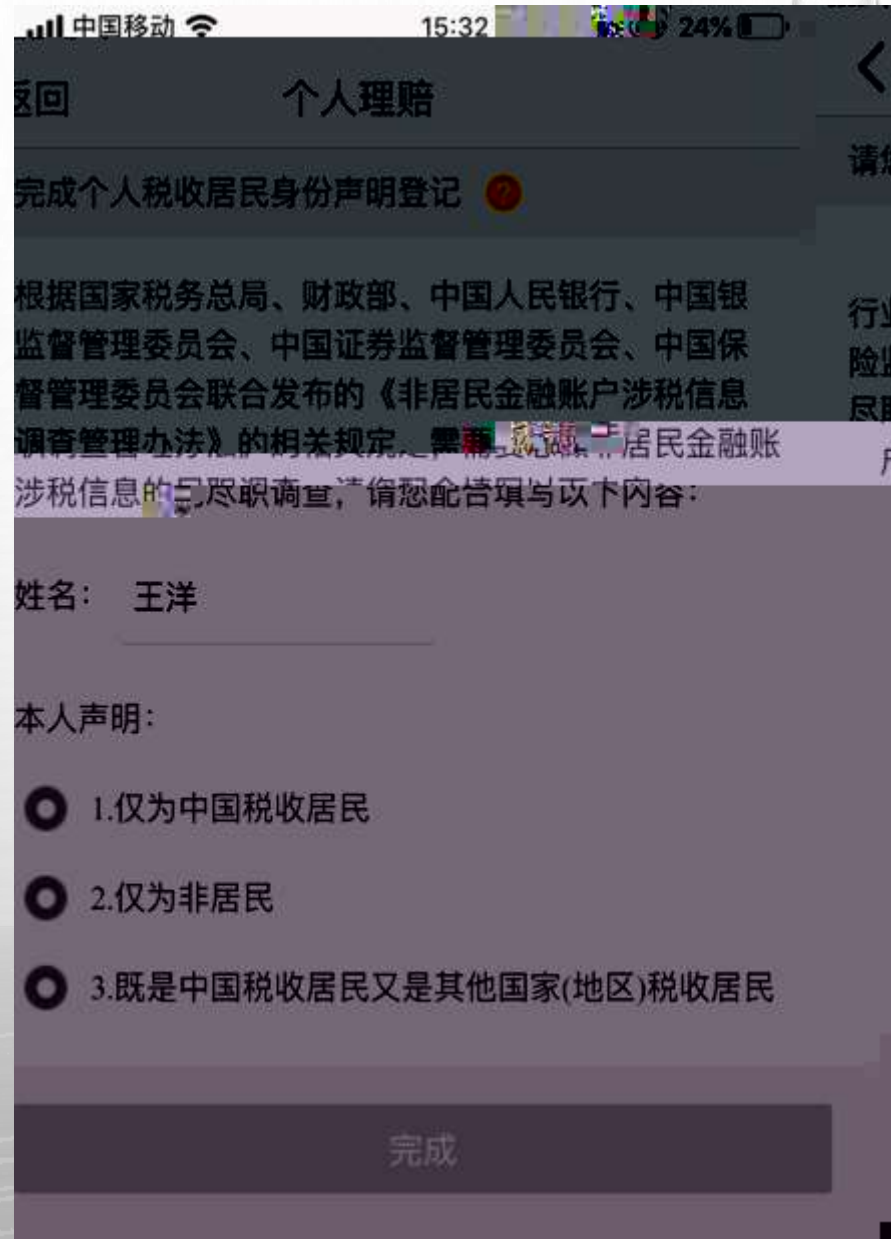 中国移动 15:32 24%
返回 个人理赔
完成个人税收居民身份声明登记 ?
根据国家税务总局、财政部、中国人民银行、中国银
监督管理委员会、中国证券监督管理委员会、中国保
督管理委员会联合发布的《非居民金融账户涉税信息
调查管理办法》的相关规定,需要 居民金融账
涉税信息的 尽职调查,请您配合填写以下内容:
姓名: 王洋
本人声明:
1.仅为中国税收居民
2.仅为非居民
3.既是中国税收居民又是其他国家(地区)税收居民
完成
请您
行业
险监
尽职
户